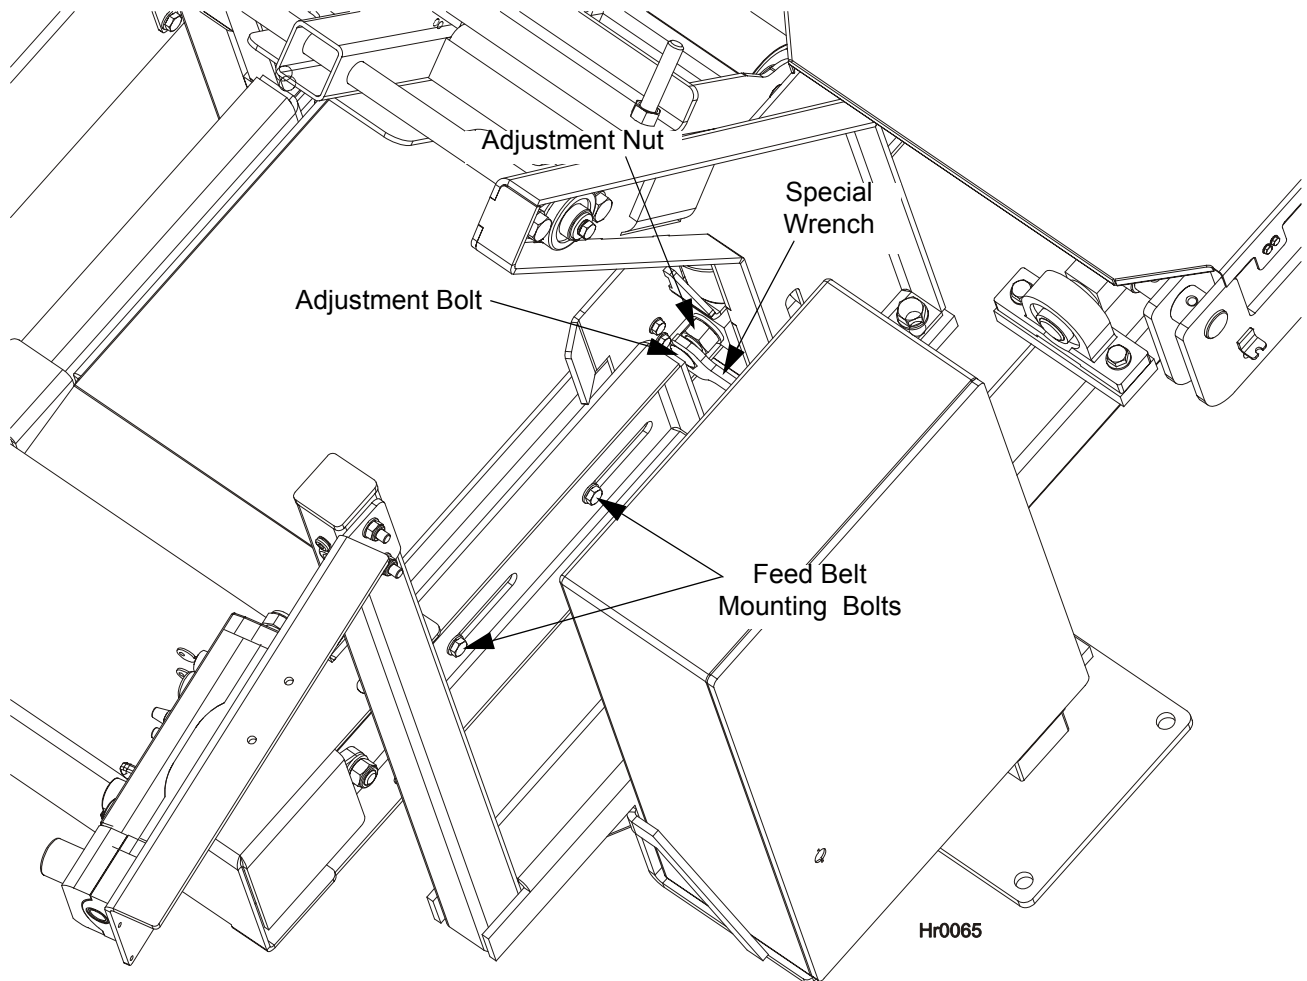 Adjustment Nut
Special
Wrench
Adjustment Bolt
Feed Belt
Mounting Bolts
Hr0065